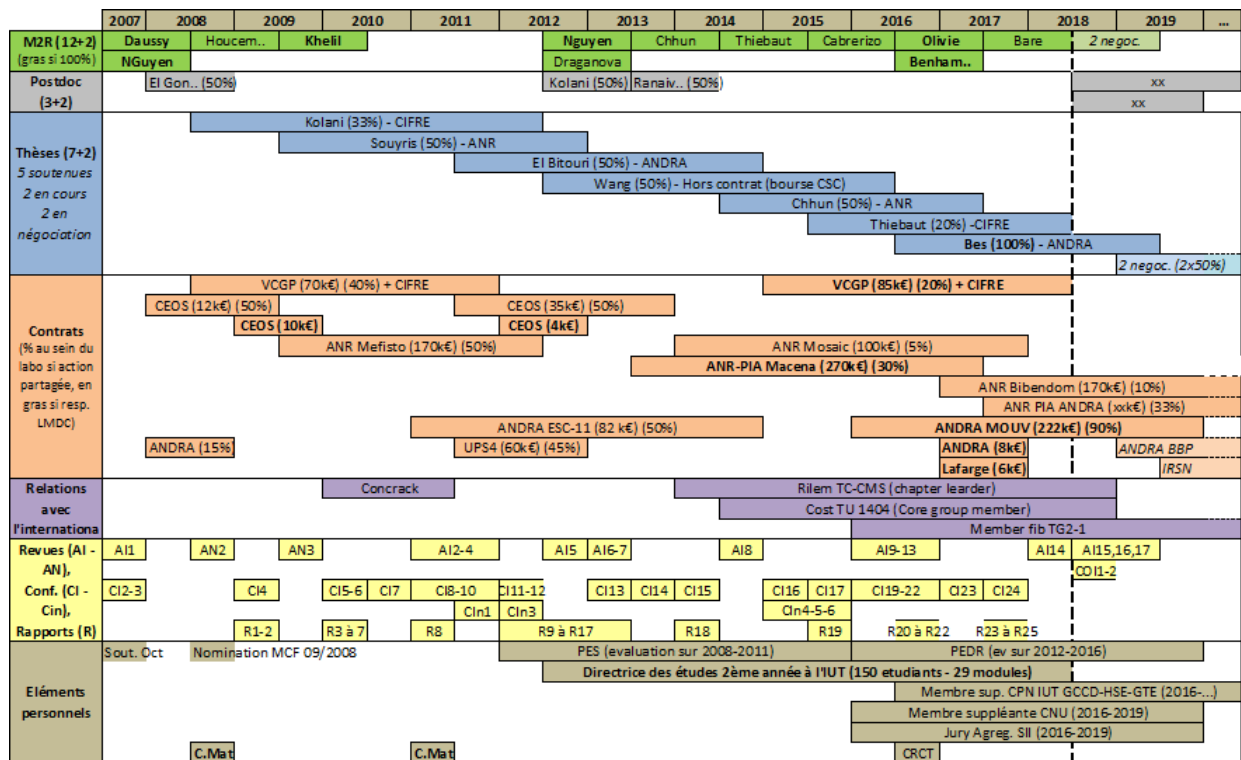 2007 2008 2009 2010 2011 2012 2013 2014 2015 2016 2017 2018 2019 ...
M2R (12+2) Daussy Houcem.. Khelil Nguyen Chhun Thiebaut Cabrerizo Olivie Bare 2 negoc.
(gras si 100%) NGuyen Draganova Benham..
Postdoc El Gon.. (50%) Kolani (50%) Ranaiv.. (50%) xx
(3+2) xx
Kolani (33%) - CIFRE
Souyris (50%) - ANR
Thèses (7+2) El Bitouri (50%) - ANDRA
5 soutenues Wang (50%) - Hors contrat (bourse CSC)
2 en cours Chhun (50%) - ANR
2 en Thiebaut (20%) -CIFRE
négociation Bes (100%) - ANDRA
2 negoc. (2x50%)
VCGP (70k€) (40%) + CIFRE VCGP (85k€) (20%) + CIFRE
CEOS (12k€) (50%) CEOS (35k€) (50%)
Contrats CEOS (10k€) CEOS (4k€)
(% au sein du ANR Mefisto (170k€) (50%) ANR Mosaic (100k€) (5%)
labo si action ANR-PIA Macena (270k€) (30%)
partagée, en ANR Bibendom (170k€) (10%)
gras si resp. ANR PIA ANDRA (xxk€) (33%)
LMDC) ANDRA ESC-11 (82 k€) (50%) ANDRA MOUV (222k€) (90%)
ANDRA (15%) UPS4 (60k€) (45%) ANDRA (8k€) ANDRA BBP
Lafarge (6k€) IRSN
Relations Concrack Rilem TC-CMS (chapter learder)
avec Cost TU 1404 (Core group member)
l'internationa Member fib TG2-1
Revues (AI - AI1 AN2 AN3 AI2-4 AI5 AI6-7 AI8 AI9-13 AI14 AI15,16,17
AN), COI1-2
Conf. (CI - CI2-3 CI4 CI5-6 CI7 CI8-10 CI11-12 CI13 CI14 CI15 CI16 CI17 CI19-22 CI23 CI24
Cin), CIn1 CIn3 CIn4-5-6
Rapports (R) R1-2 R3 à 7 R8 R9 à R17 R18 R19 R20 à R22 R23 à R25
Sout. Oct Nomination MCF 09/2008 PES (evaluation sur 2008-2011) PEDR (ev sur 2012-2016)
Directrice des études 2ème année à l'IUT (150 etudiants - 29 modules)
Eléments Membre sup. CPN IUT GCCD-HSE-GTE (2016-...)
personnels Membre suppléante CNU (2016-2019)
Jury Agreg. SII (2016-2019)
C.Mat C.Mat CRCT